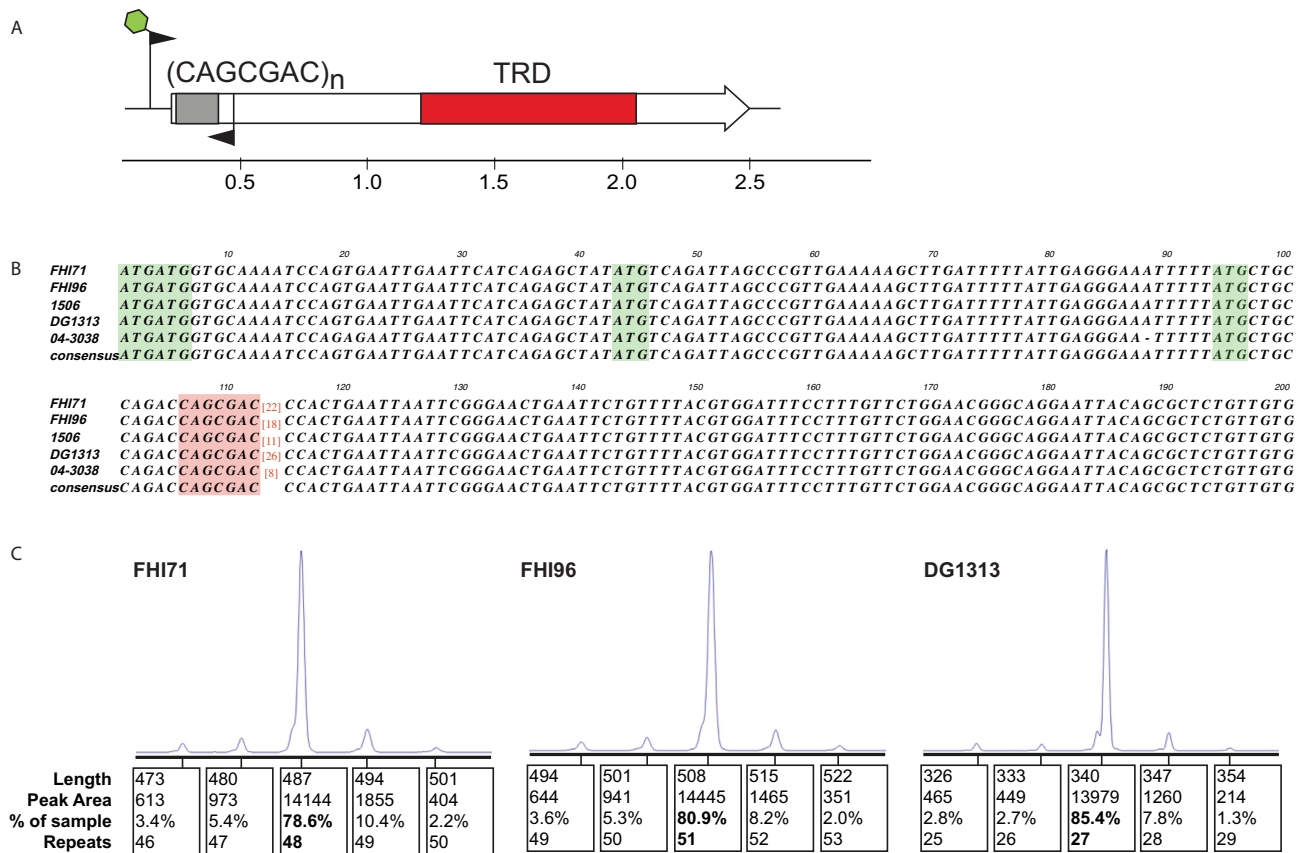 A
(CAGCGAC)n TRD
0.5 1.0 1.5 2.0 2.5
B
10 20 30 40 50 60 70 80 90 100
FHI71 ATGATGGTGCAAAATCCAGTGAATTGAATTCATCAGAGCTATATGTCAGATTAGCCCGTTGAAAAAGCTTGATTTTTATTGAGGGAAATTTTTATGCTGC
FHI96 ATGATGGTGCAAAATCCAGTGAATTGAATTCATCAGAGCTATATGTCAGATTAGCCCGTTGAAAAAGCTTGATTTTTATTGAGGGAAATTTTTATGCTGC
1506 ATGATGGTGCAAAATCCAGTGAATTGAATTCATCAGAGCTATATGTCAGATTAGCCCGTTGAAAAAGCTTGATTTTTATTGAGGGAAATTTTTATGCTGC
DG1313 ATGATGGTGCAAAATCCAGTGAATTGAATTCATCAGAGCTATATGTCAGATTAGCCCGTTGAAAAAGCTTGATTTTTATTGAGGGAAATTTTTATGCTGC
04-3038 ATGATGGTGCAAAATCCAGAGAATTGAATTCATCAGAGCTATATGTCAGATTAGCCCGTTGAAAAAGCTTGATTTTTATTGAGGGAA-TTTTTATGCTGC
consensus ATGATGGTGCAAAATCCAGTGAATTGAATTCATCAGAGCTATATGTCAGATTAGCCCGTTGAAAAAGCTTGATTTTTATTGAGGGAAATTTTTATGCTGC
110 120 130 140 150 160 170 180 190 200
FHI71 CAGACCAGCGAC[22] CCACTGAATTAATTCGGGAACTGAATTCTGTTTTACGTGGATTTCCTTTGTTCTGGAACGGGCAGGAATTACAGCGCTCTGTTGTG
FHI96 CAGACCAGCGAC[18] CCACTGAATTAATTCGGGAACTGAATTCTGTTTTACGTGGATTTCCTTTGTTCTGGAACGGGCAGGAATTACAGCGCTCTGTTGTG
1506 CAGACCAGCGAC[11] CCACTGAATTAATTCGGGAACTGAATTCTGTTTTACGTGGATTTCCTTTGTTCTGGAACGGGCAGGAATTACAGCGCTCTGTTGTG
DG1313 CAGACCAGCGAC[26] CCACTGAATTAATTCGGGAACTGAATTCTGTTTTACGTGGATTTCCTTTGTTCTGGAACGGGCAGGAATTACAGCGCTCTGTTGTG
04-3038 CAGACCAGCGAC[8] CCACTGAATTAATTCGGGAACTGAATTCTGTTTTACGTGGATTTCCTTTGTTCTGGAACGGGCAGGAATTACAGCGCTCTGTTGTG
consensus CAGACCAGCGAC CCACTGAATTAATTCGGGAACTGAATTCTGTTTTACGTGGATTTCCTTTGTTCTGGAACGGGCAGGAATTACAGCGCTCTGTTGTG
C
FHI71 FHI96 DG1313
Length 473 480 487 494 501 494 501 508 515 522 326 333 340 347 354
Peak Area 613 973 14144 1855 404 644 941 14445 1465 351 465 449 13979 1260 214
% of sample 3.4% 5.4% 78.6% 10.4% 2.2% 3.6% 5.3% 80.9% 8.2% 2.0% 2.8% 2.7% 85.4% 7.8% 1.3%
Repeats 46 47 48 49 50 49 50 51 52 53 25 26 27 28 29